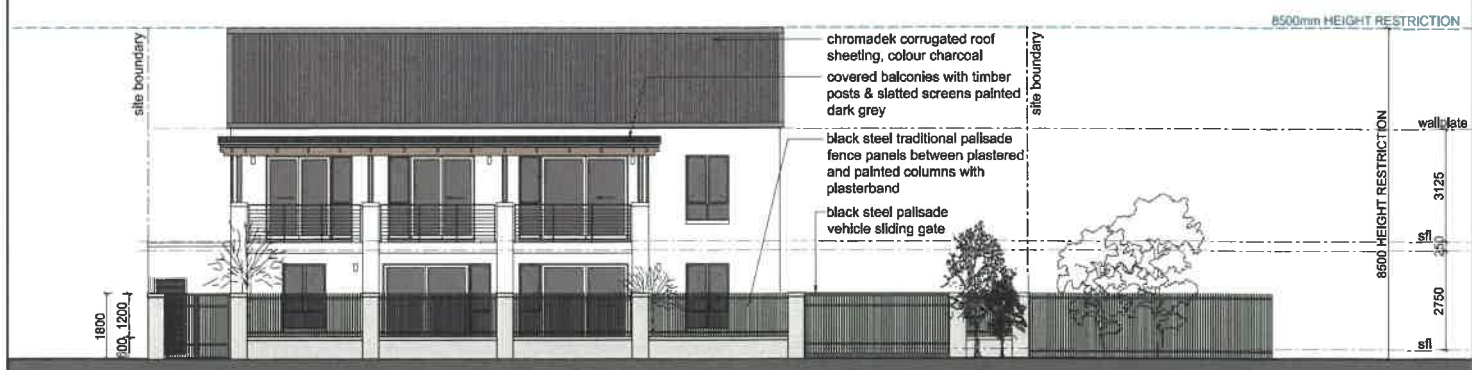 8500mm HEIGHT RESTRICTION
site boundary
chromadek corrugated roof
sheeting, colour charcoal
covered balconies with timber
posts & slatted screens painted
dark grey
black steel traditional palisade
fence panels between plastered
and painted columns with
plasterband
black steel palisade
vehicle sliding gate
site boundary
8500 HEIGHT RESTRICTION
wallplate
3125
sfl
250
2750
sfl
1800
1200
600